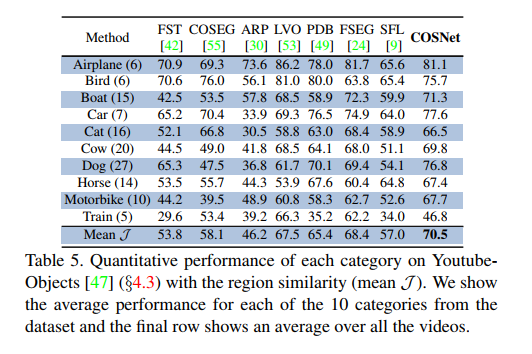 Method FST [42] COSEG [55] ARP [30] LVO [53] PDB [49] FSEG [24] SFL [9] COSNet
Airplane (6) 70.9 69.3 73.6 86.2 78.0 81.7 65.6 81.1
Bird (6) 70.6 76.0 56.1 81.0 80.0 63.8 65.4 75.7
Boat (15) 42.5 53.5 57.8 68.5 58.9 72.3 59.9 71.3
Car (7) 65.2 70.4 33.9 69.3 76.5 74.9 64.0 77.6
Cat (16) 52.1 66.8 30.5 58.8 63.0 68.4 58.9 66.5
Cow (20) 44.5 49.0 41.8 68.5 64.1 68.0 51.1 69.8
Dog (27) 65.3 47.5 36.8 61.7 70.1 69.4 54.1 76.8
Horse (14) 53.5 55.7 44.3 53.9 67.6 60.4 64.8 67.4
Motorbike (10) 44.2 39.5 48.9 60.8 58.3 62.7 52.6 67.7
Train (5) 29.6 53.4 39.2 66.3 35.2 62.2 34.0 46.8
Mean J 53.8 58.1 46.2 67.5 65.4 68.4 57.0 70.5
Table 5. Quantitative performance of each category on Youtube-
Objects [47] (§4.3) with the region similarity (mean J). We show
the average performance for each of the 10 categories from the
dataset and the final row shows an average over all the videos.